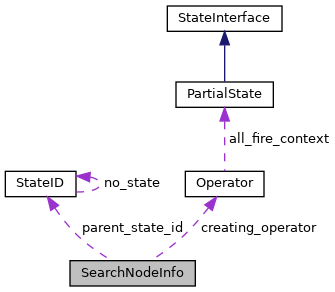 StateInterface
PartialState
all_fire_context
StateID
no_state
Operator
parent_state_id
creating_operator
SearchNodeInfo